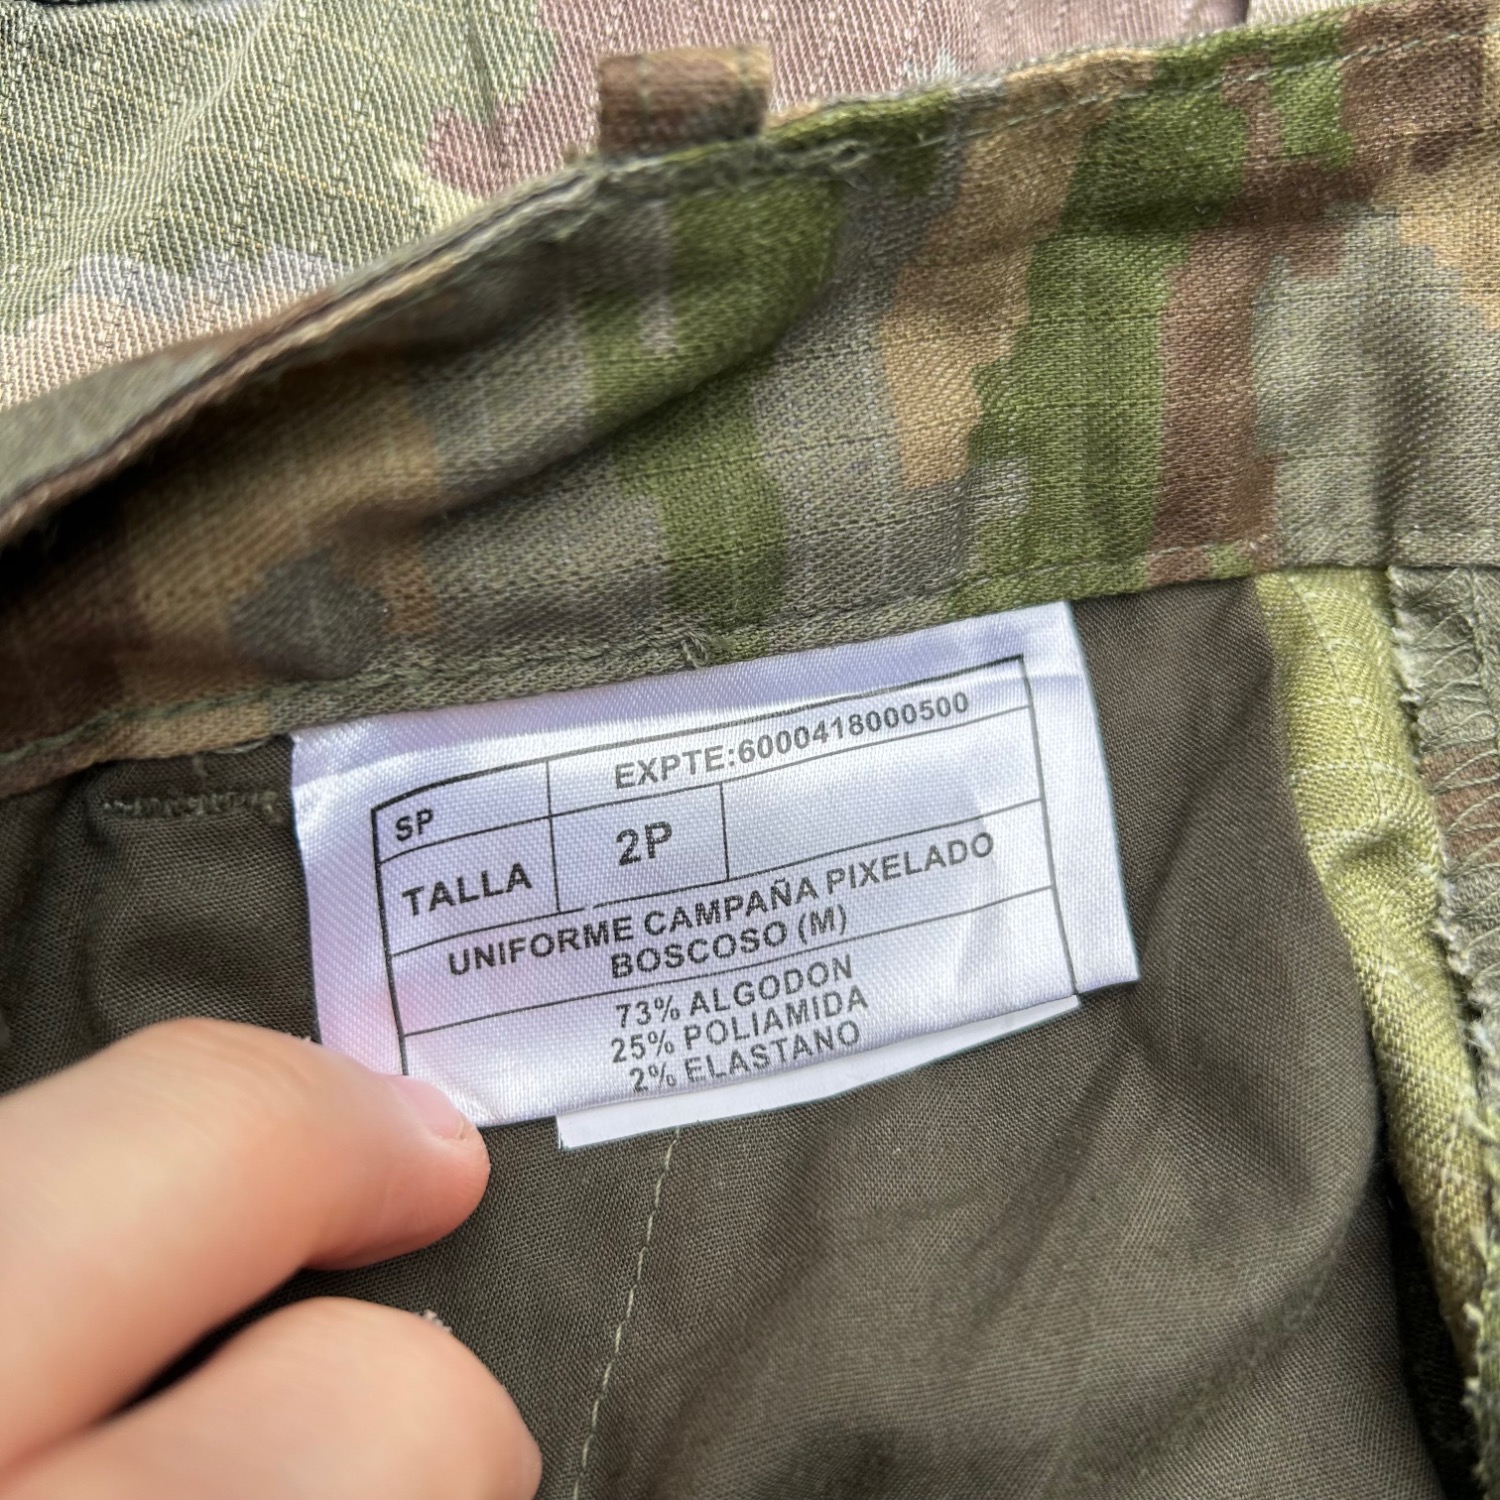 SP EXPTE:6000418000500
TALLA 2P
UNIFORME CAMPAÑA PIXELADO
BOSCOSO (M)
73% ALGODON
25% POLIAMIDA
2% ELASTANO